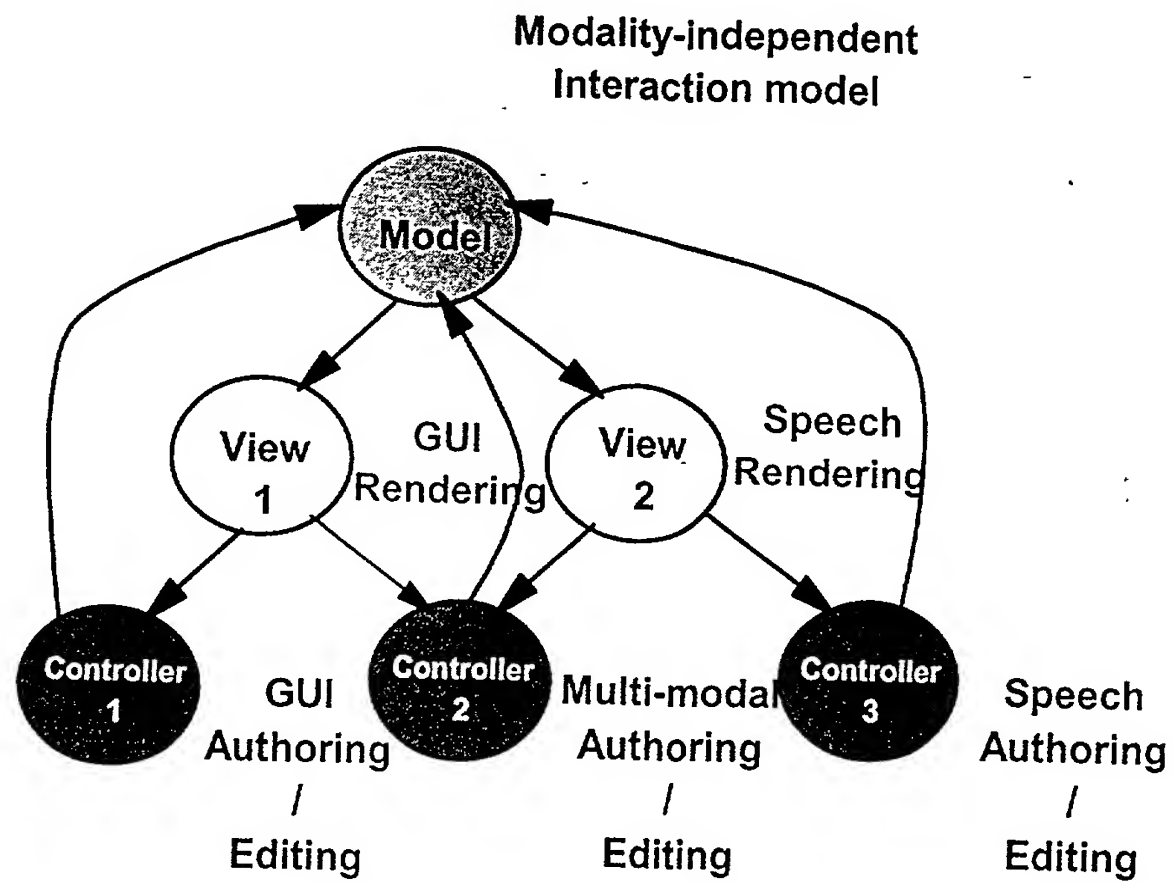 Modality-independent
Interaction model
Model
View
1
GUI
Rendering
View
2
Speech
Rendering
Controller
1
GUI
Authoring
/
Editing
Controller
2
Multi-modal
Authoring
/
Editing
Controller
3
Speech
Authoring
/
Editing